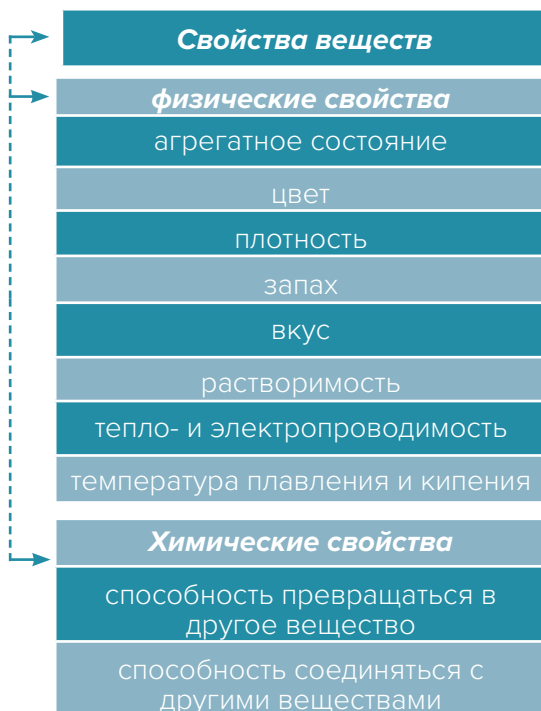 Свойства веществ
физические свойства
агрегатное состояние
цвет
плотность
запах
вкус
растворимость
тепло- и электропроводимость
температура плавления и кипения
Химические свойства
способность превращаться в
другое вещество
способность соединяться с
другими веществами